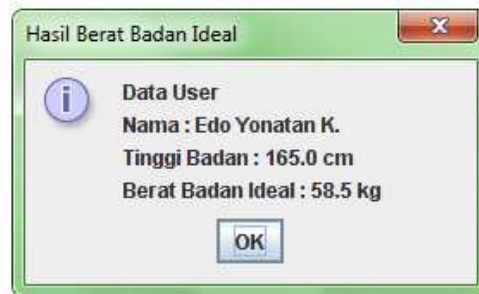 Hasil Berat Badan Ideal
Data User
Nama : Edo Yonatan K.
Tinggi Badan : 165.0 cm
Berat Badan Ideal : 58.5 kg
OK